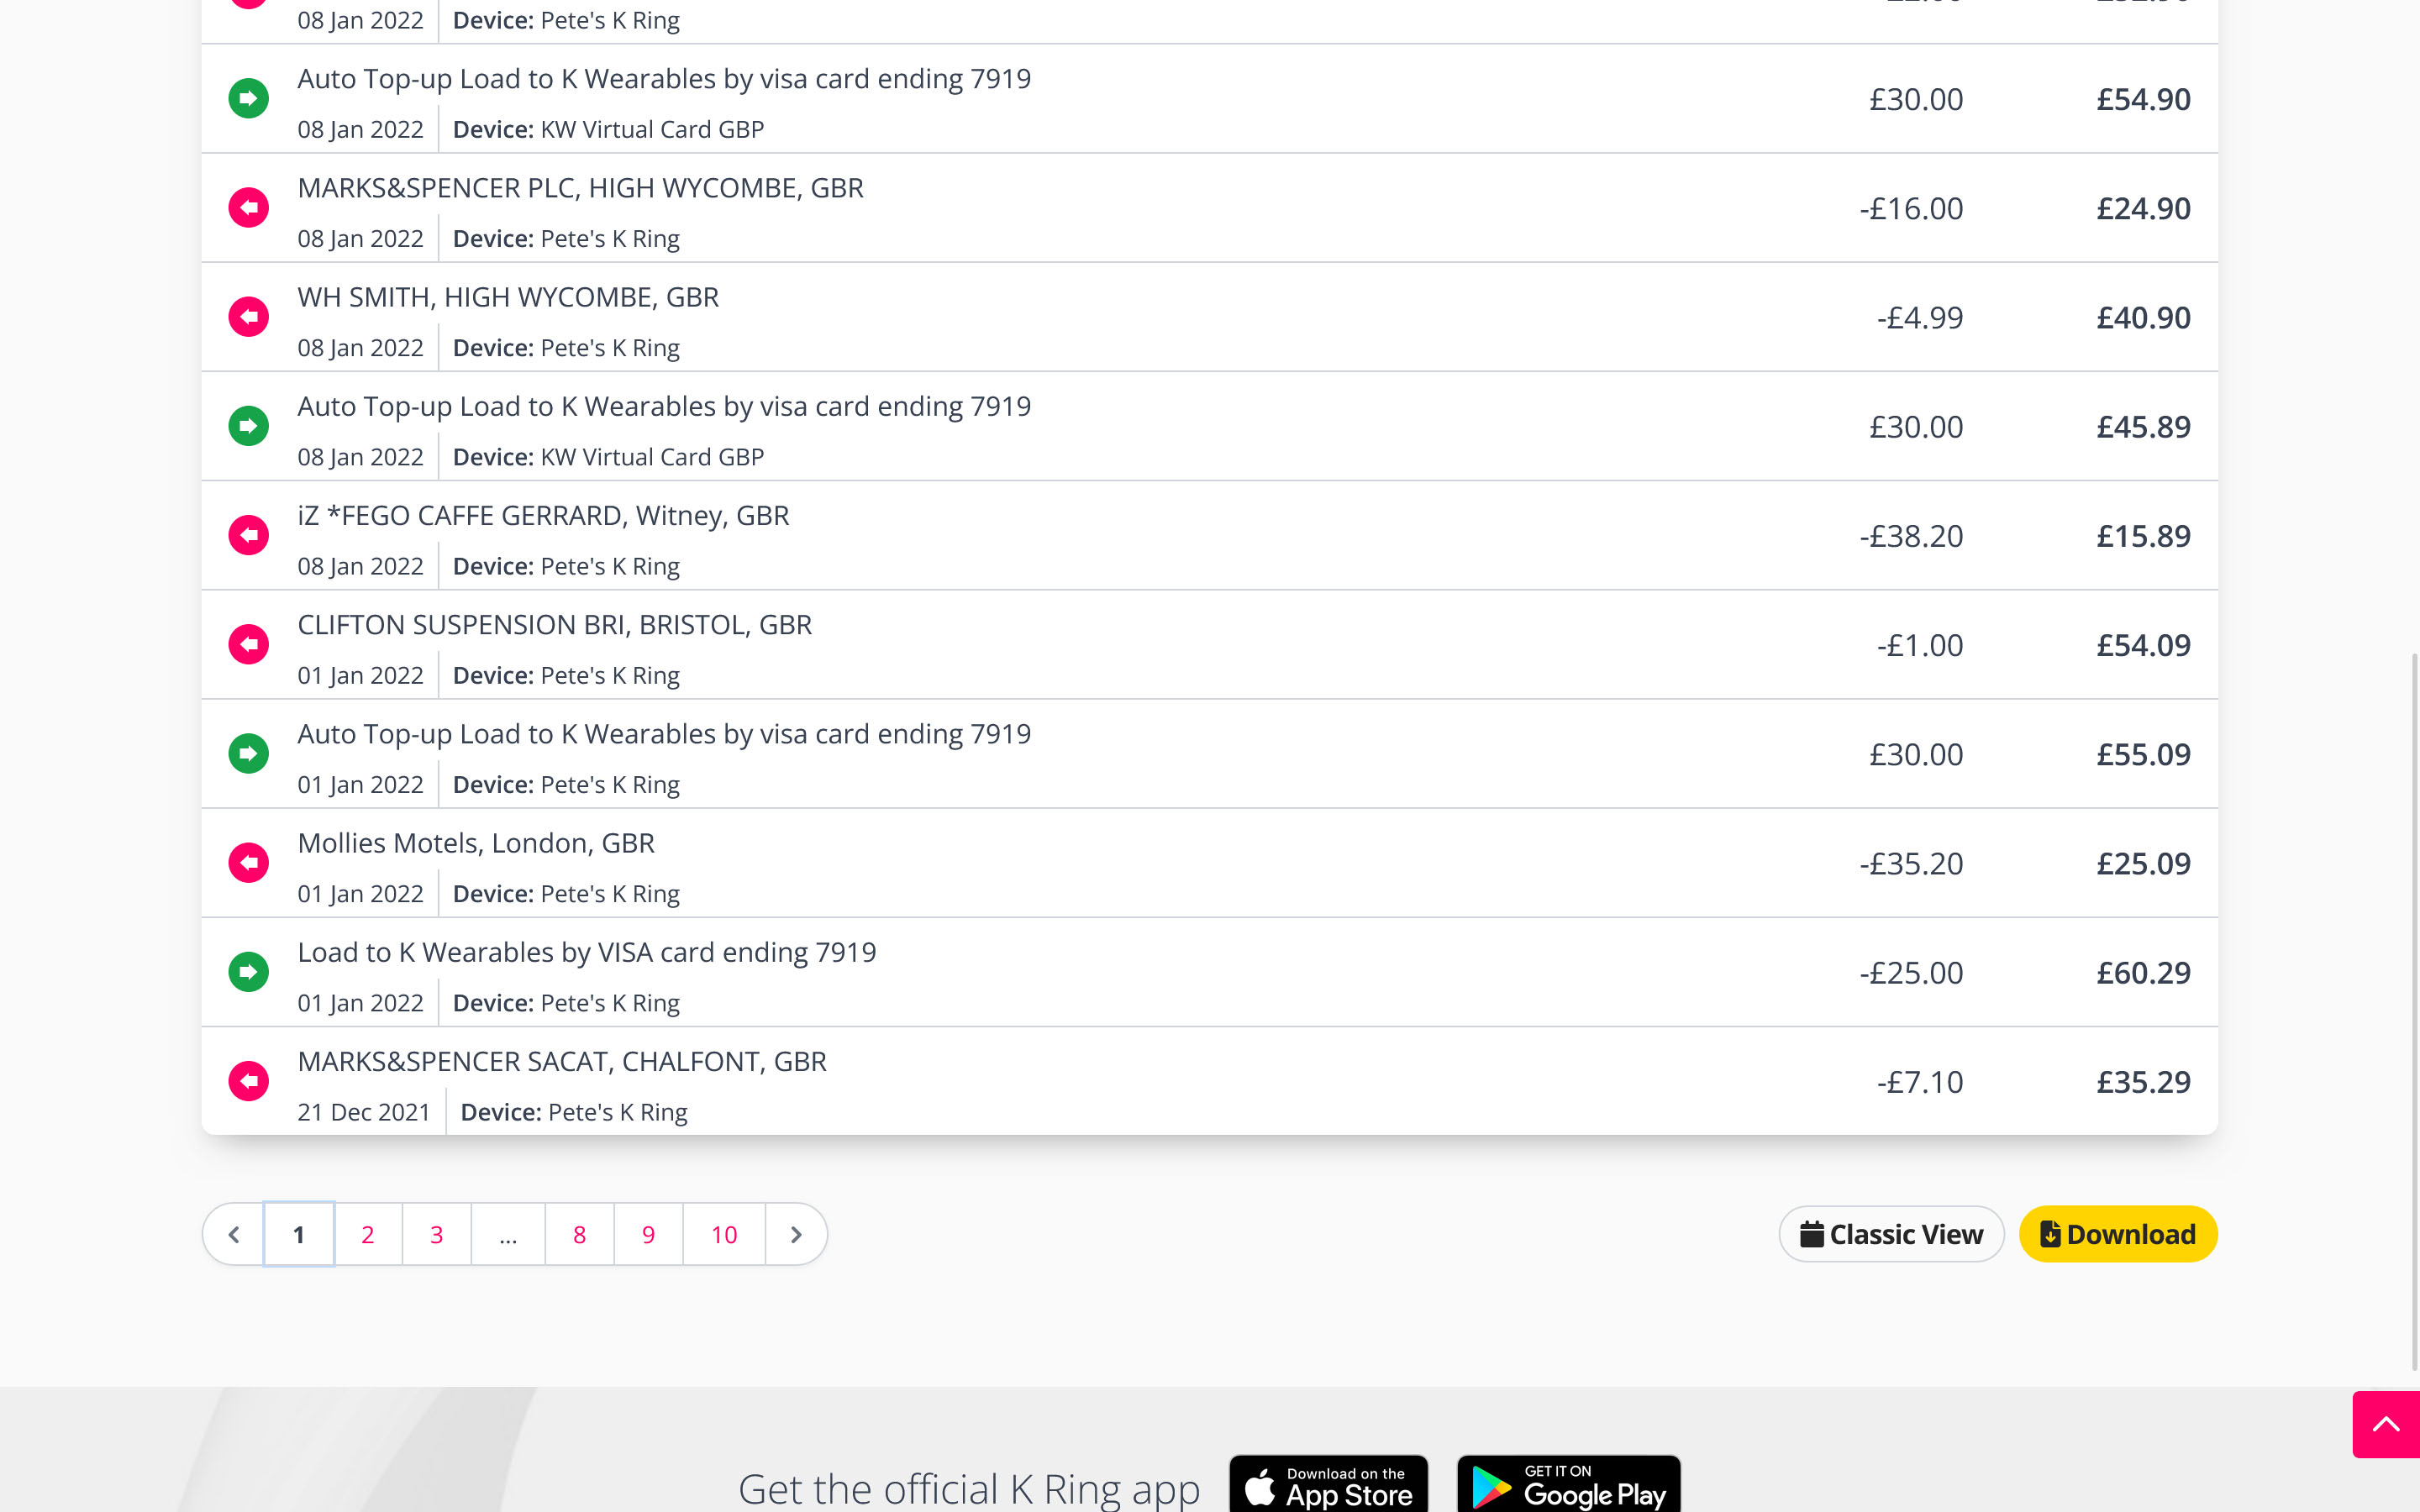 08 Jan 2022 Device: Pete's K Ring
Auto Top-up Load to K Wearables by visa card ending 7919
£30.00 £54.90
08 Jan 2022 Device: KW Virtual Card GBP
MARKS&SPENCER PLC, HIGH WYCOMBE, GBR
-£16.00 £24.90
08 Jan 2022 Device: Pete's K Ring
WH SMITH, HIGH WYCOMBE, GBR
-£4.99 £40.90
08 Jan 2022 Device: Pete's K Ring
Auto Top-up Load to K Wearables by visa card ending 7919
£30.00 £45.89
08 Jan 2022 Device: KW Virtual Card GBP
iZ *FEGO CAFFE GERRARD, Witney, GBR
-£38.20 £15.89
08 Jan 2022 Device: Pete's K Ring
CLIFTON SUSPENSION BRI, BRISTOL, GBR
-£1.00 £54.09
01 Jan 2022 Device: Pete's K Ring
Auto Top-up Load to K Wearables by visa card ending 7919
£30.00 £55.09
01 Jan 2022 Device: Pete's K Ring
Mollies Motels, London, GBR
-£35.20 £25.09
01 Jan 2022 Device: Pete's K Ring
Load to K Wearables by VISA card ending 7919
-£25.00 £60.29
01 Jan 2022 Device: Pete's K Ring
MARKS&SPENCER SACAT, CHALFONT, GBR
-£7.10 £35.29
21 Dec 2021 Device: Pete's K Ring
1 2 3 ... 8 9 10
Classic View
Download
Get the official K Ring app
Download on the
App Store
GET IT ON
Google Play